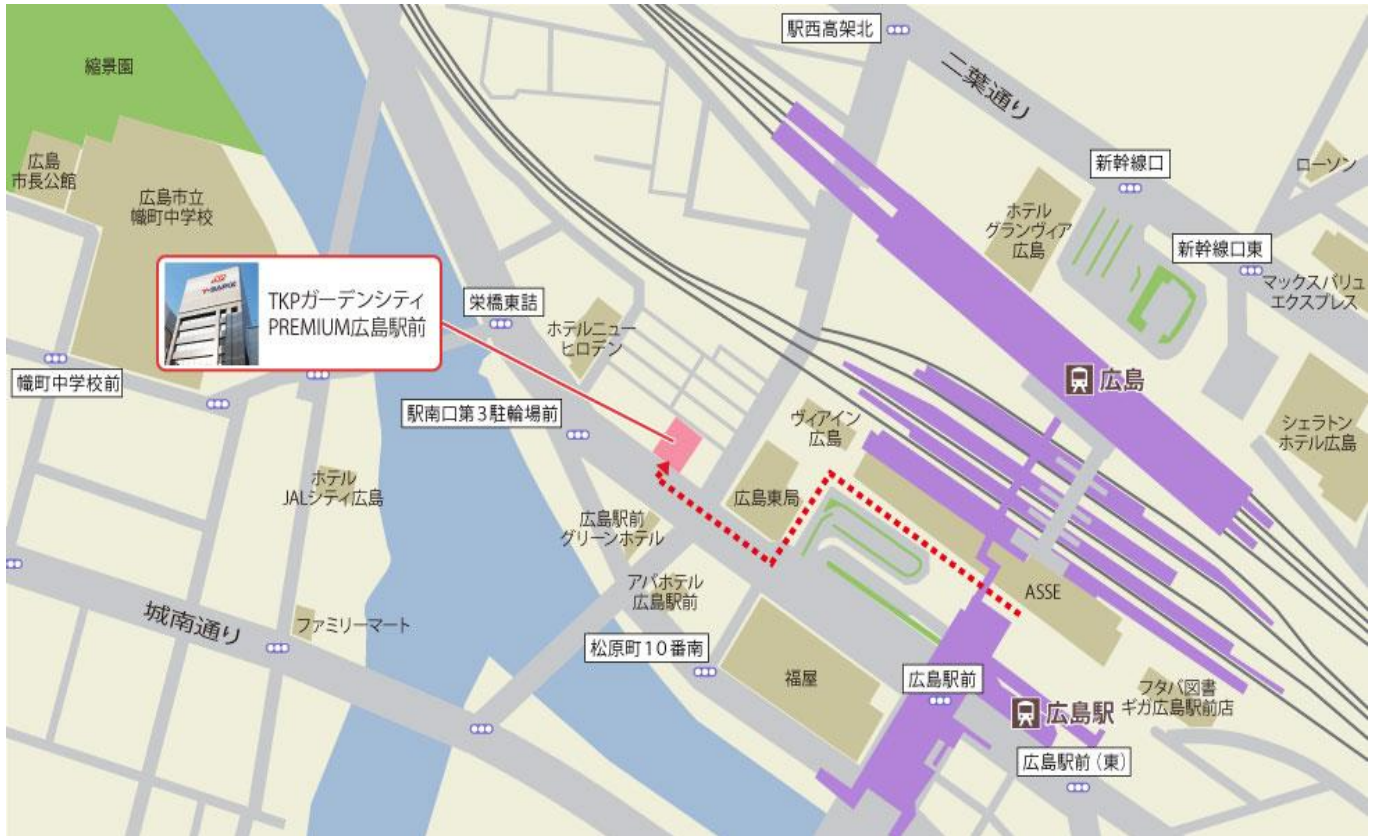 駅西高架北
二葉通り
縮景園
広島
市長公館
広島市立
幟町中学校
新幹線口
ローソン
ホテル
グランヴィア
広島
新幹線口東
マックスバリュ
エクスプレス
TKPガーデンシティ
PREMIUM広島駅前
栄橋東詰
ホテルニュー
ヒロデン
幟町中学校前
広島
駅南口第3駐輪場前
ヴィアイン
広島
シェラトン
ホテル広島
ホテル
JALシティ広島
広島東局
広島駅前
グリーンホテル
アパホテル
広島駅前
ASSE
城南通り
ファミリーマート
松原町10番南
福屋
広島駅前
広島駅
フタバ図書
ギガ広島駅前店
広島駅前(東)